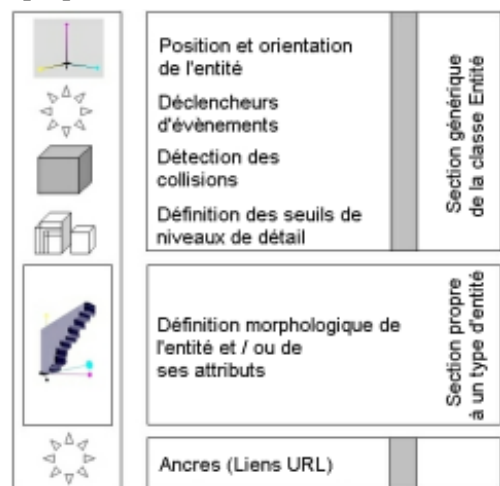 Position et orientation
de l'entité
Déclencheurs
d'évènements
Détection des
collisions
Définition des seuils de
niveaux de détail
Section générique
de la classe Entité
Définition morphologique de
l'entité et / ou de
ses attributs
Section propre
à un type d'entité
Ancres (Liens URL)